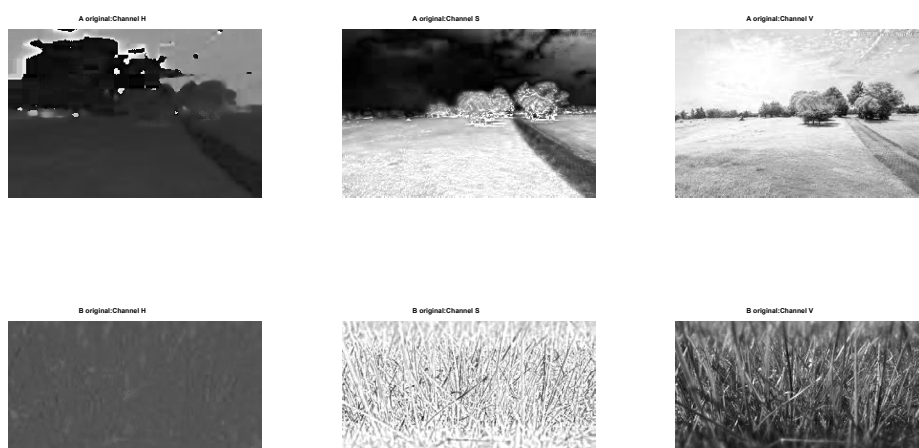 A original:Channel H
A original:Channel S
A original:Channel V
B original:Channel H
B original:Channel S
B original:Channel V